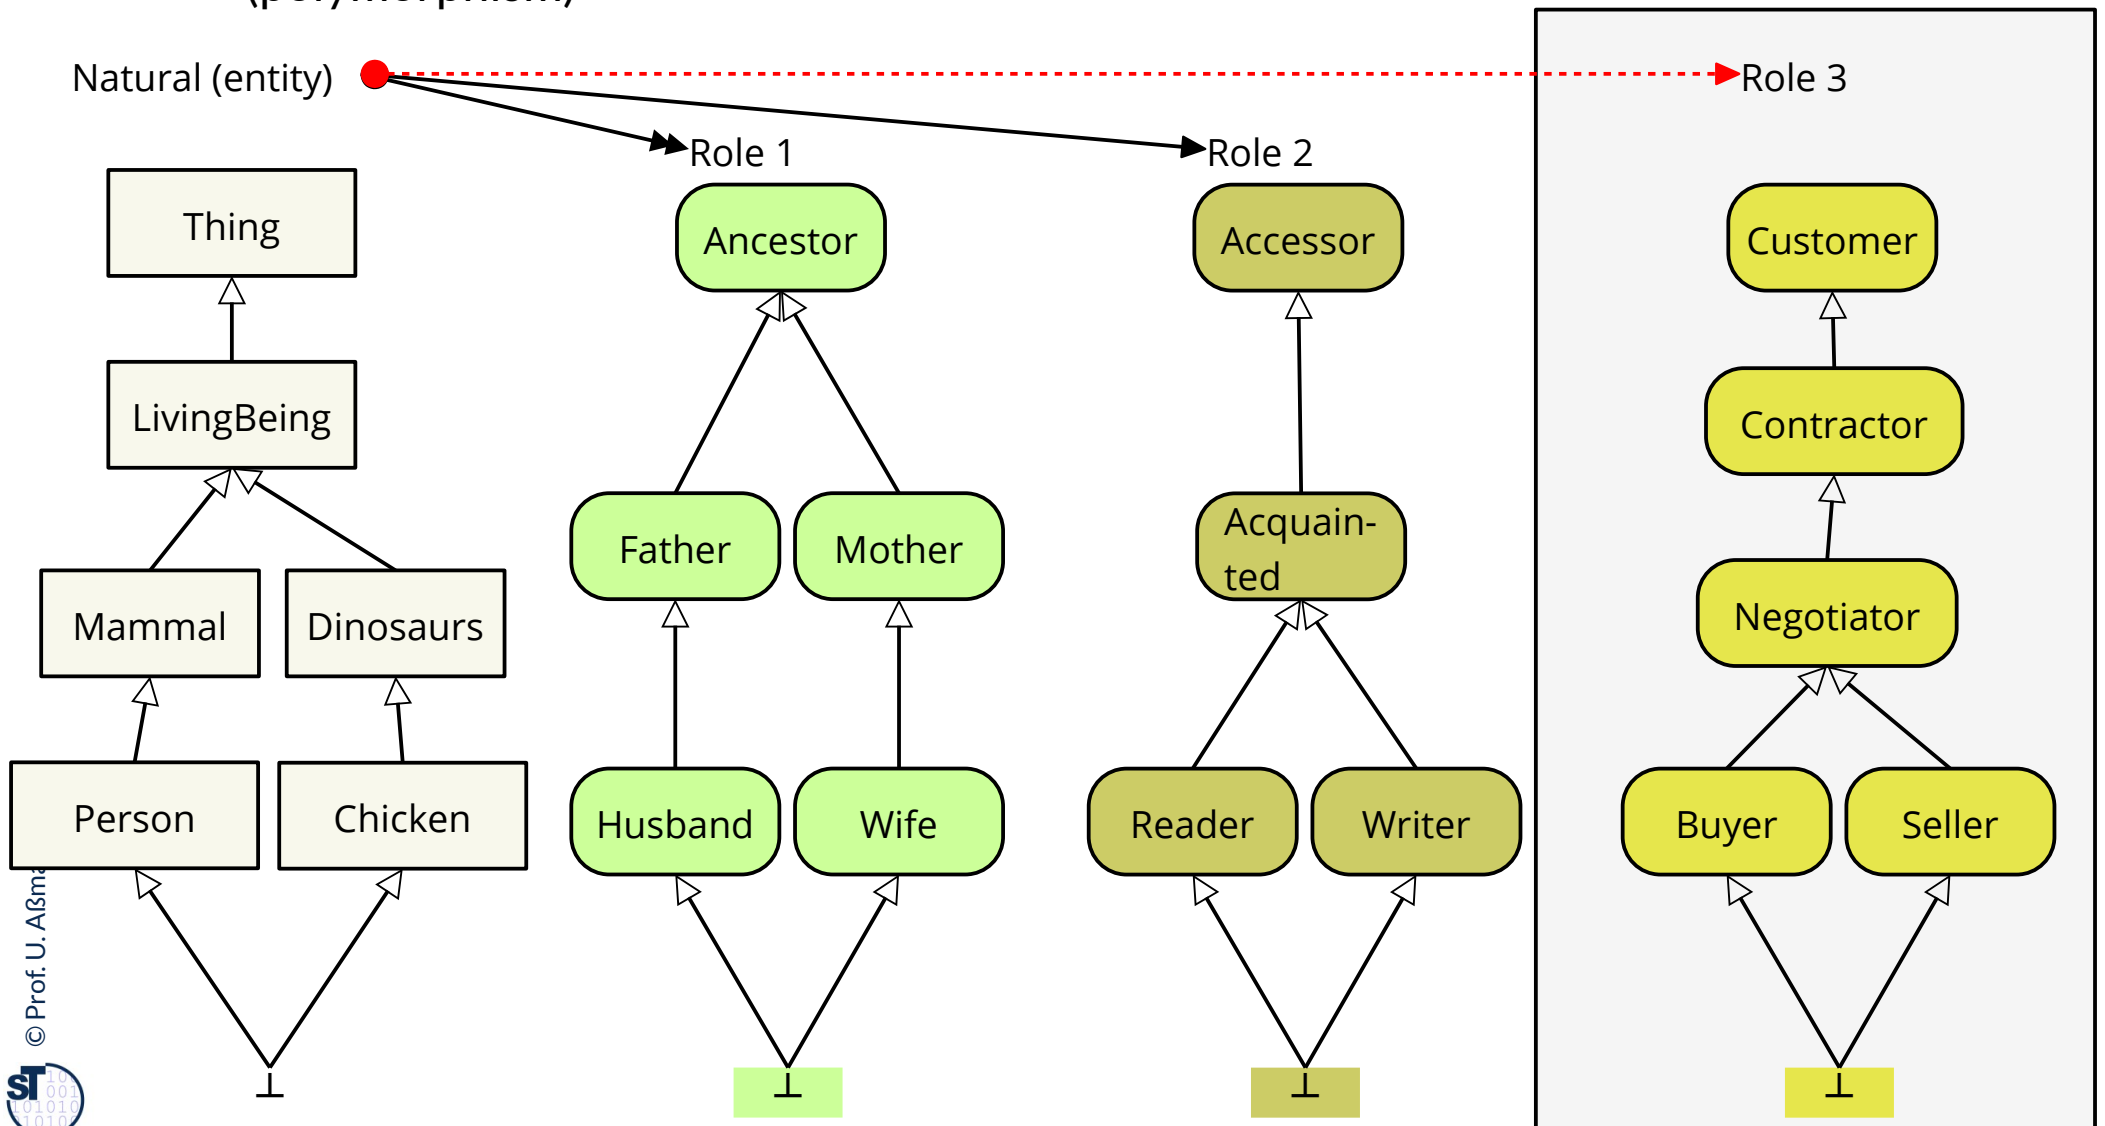 (polymorphism)
Natural (entity)
Role 3
Role 1
Role 2
Thing
Ancestor
Accessor
Customer
LivingBeing
Contractor
Father
Mother
Acquain-
ted
Mammal
Dinosaurs
Negotiator
Person
Chicken
Husband
Wife
Reader
Writer
Buyer
Seller
⊥
⊥
⊥
⊥
© Prof. U. Aßma
ST